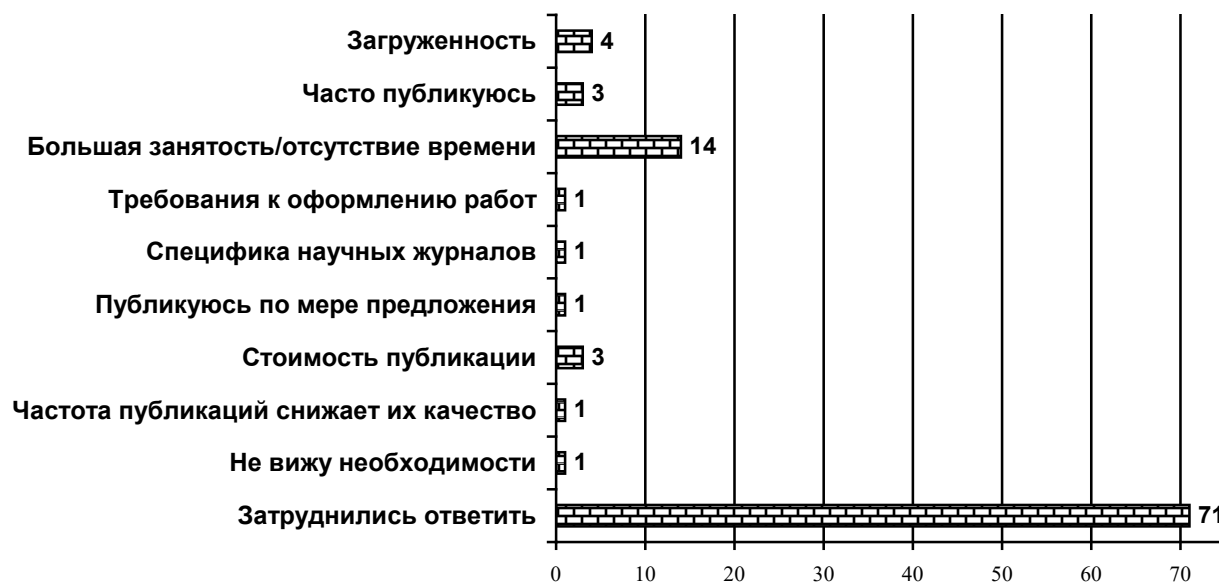 Загруженность 4
Часто публикуюсь 3
Большая занятость/отсутствие времени 14
Требования к оформлению работ 1
Специфика научных журналов 1
Публикуюсь по мере предложения 1
Стоимость публикации 3
Частота публикаций снижает их качество 1
Не вижу необходимости 1
Затруднились ответить 71
0 10 20 30 40 50 60 70